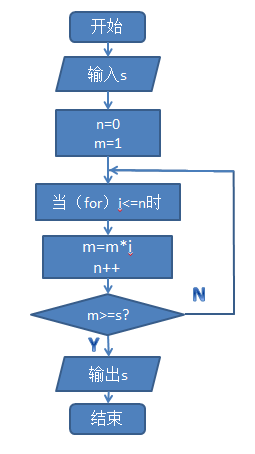 开始
输入s
n=0
m=1
当（for）i<=n时
m=m*i
n++
m>=s?
N
Y
输出s
结束